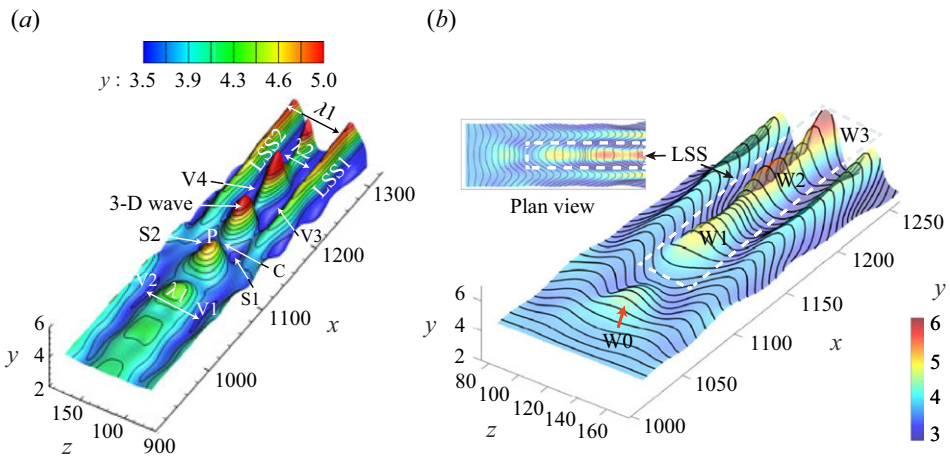 (a)
y : 3.5 3.9 4.3 4.6 5.0
λ1
LSS2
λ2
LSS1
V4
3-D wave
S2
P
V3
C
S1
V2
λ1
V1
1300
1200
1100
1000
900
x
6
4
2
y
150
100
z
(b)
Plan view
LSS
W3
W2
W1
W0
1250
1200
1150
1100
1050
1000
x
6
4
2
y
80
100
120
140
160
z
y
6
5
4
3